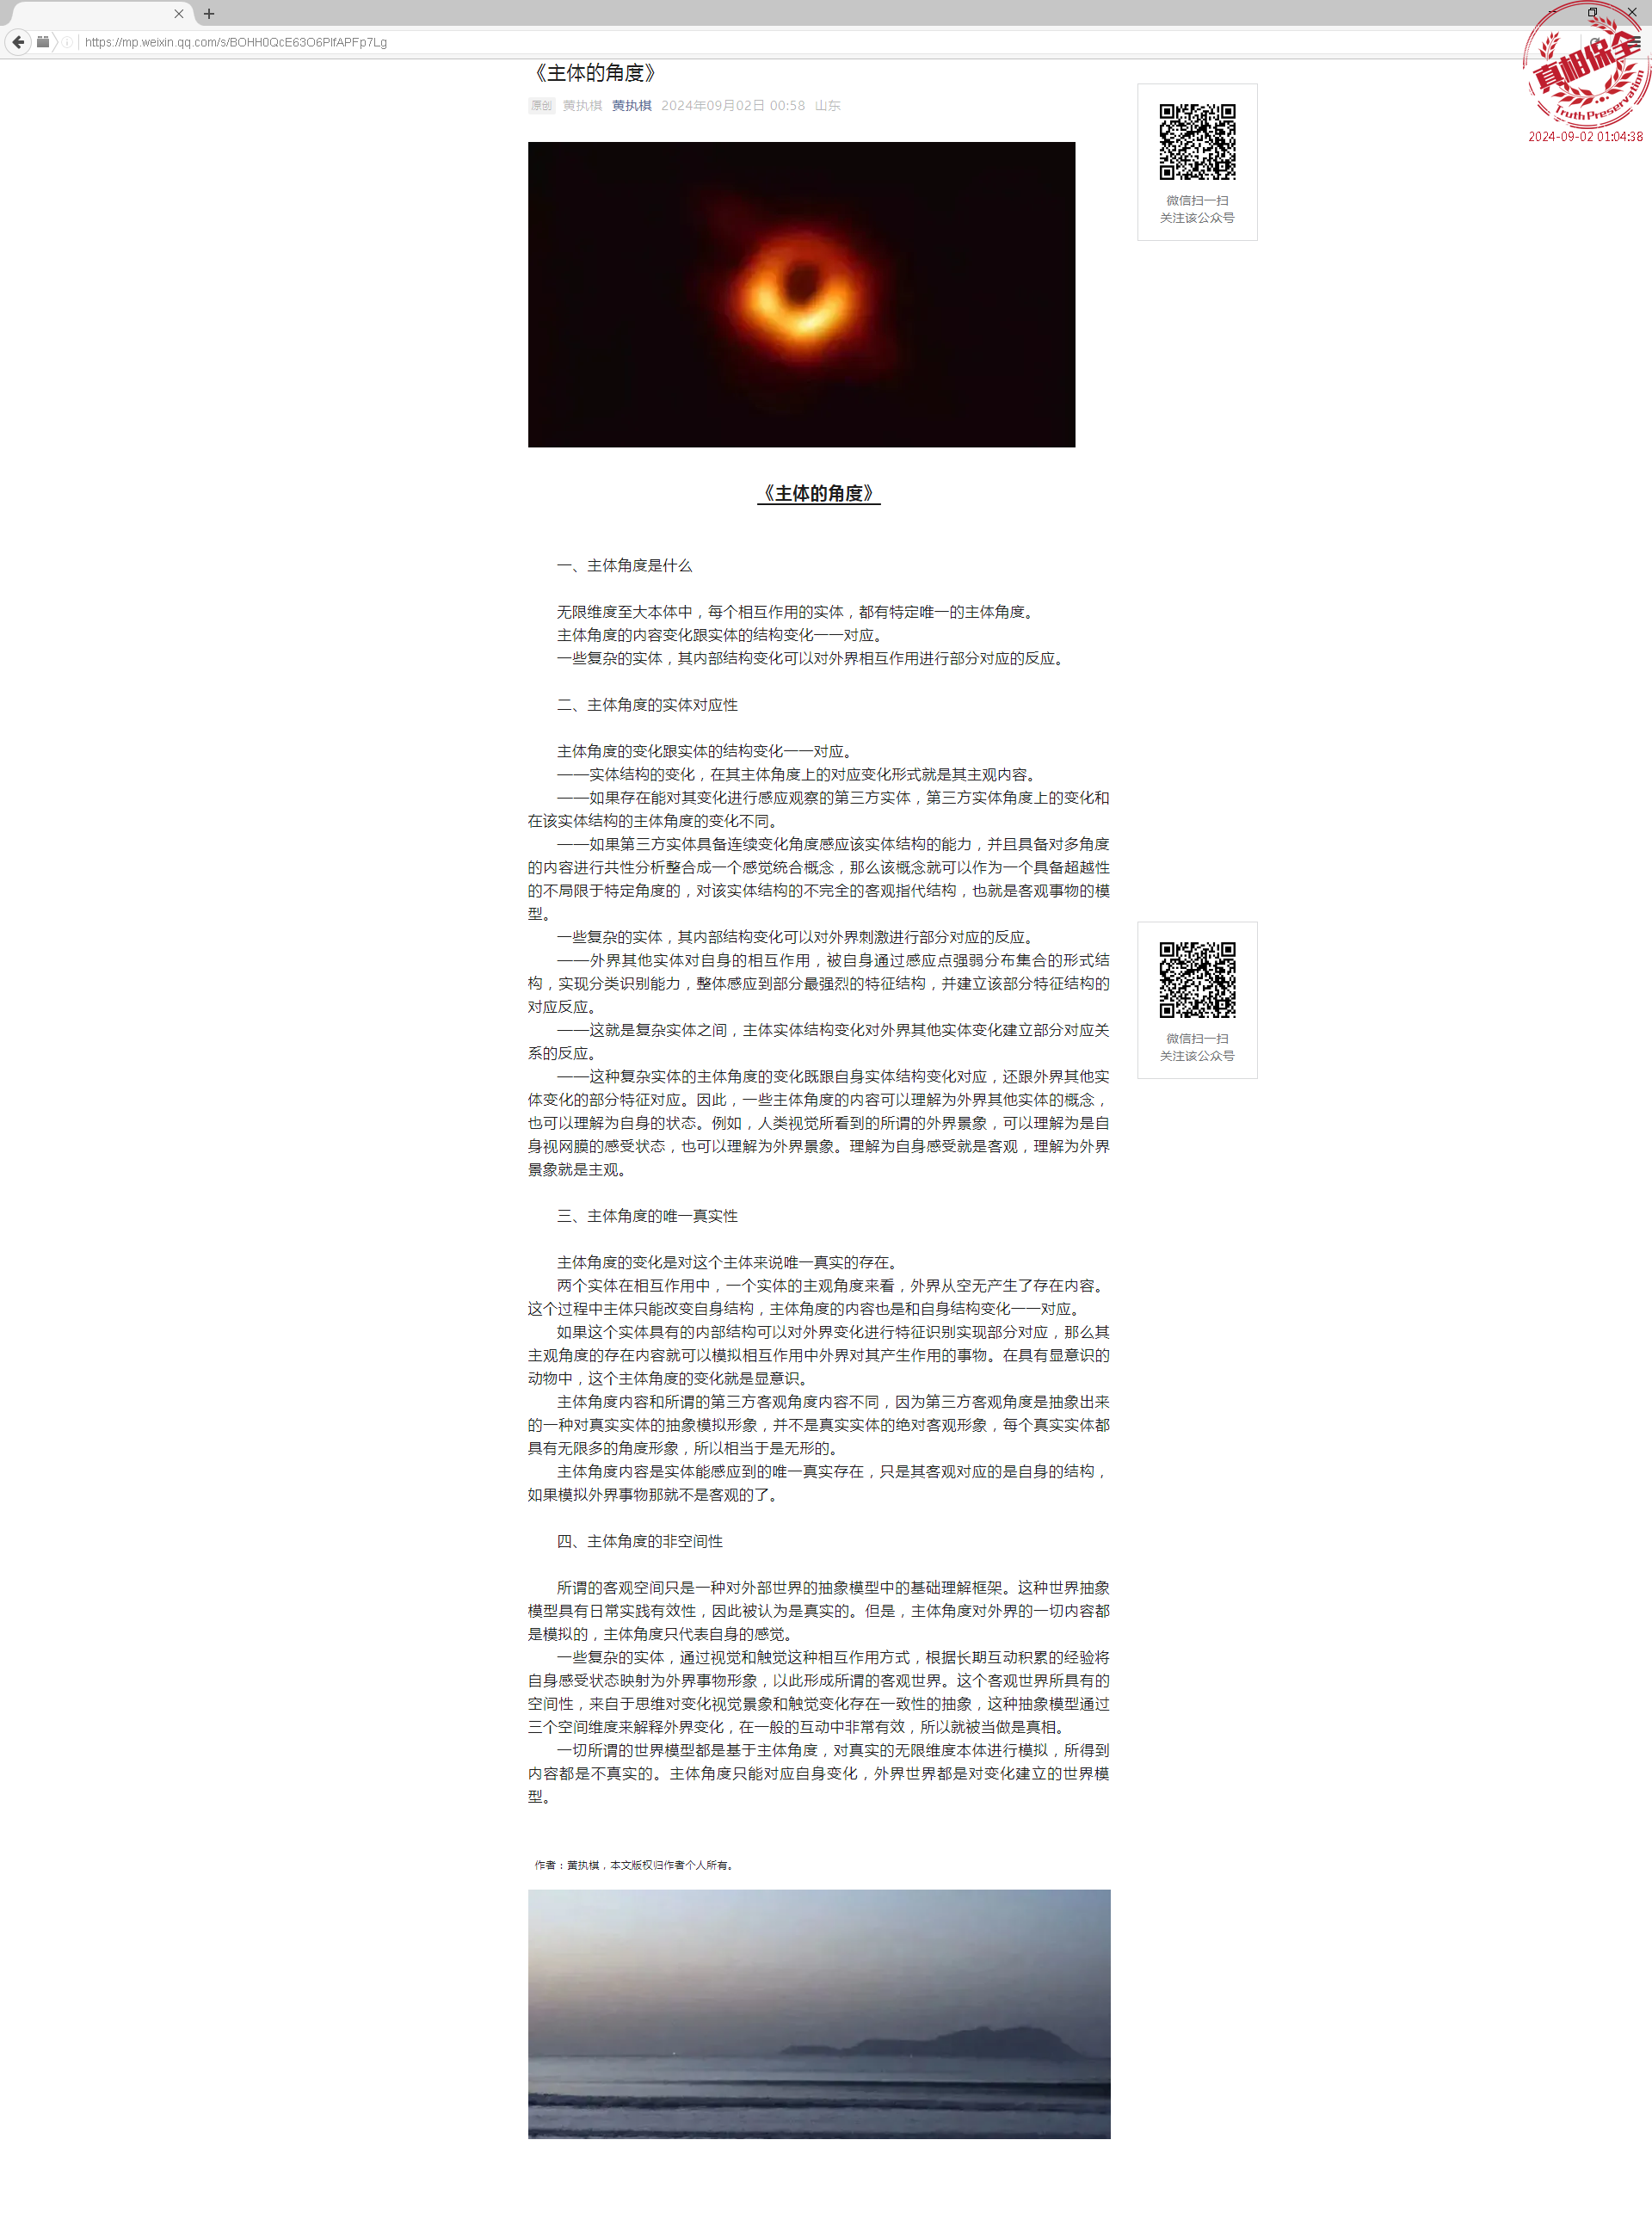 https://mp.weixin.qq.com/s/BOHH0QcE63O6PlfAPFp7Lg
真相保全
Truth Preservation
2024-09-02 01:04:38
《主体的角度》
原创 黄执棋 黄执棋 2024年09月02日 00:58 山东
微信扫一扫
关注该公众号
《主体的角度》
一、主体角度是什么
无限维度至大本体中，每个相互作用的实体，都有特定唯一的主体角度。
主体角度的内容变化跟实体的结构变化一一对应。
一些复杂的实体，其内部结构变化可以对外界相互作用进行部分对应的反应。
二、主体角度的实体对应性
主体角度的变化跟实体的结构变化一一对应。
——实体结构的变化，在其主体角度上的对应变化形式就是其主观内容。
——如果存在能对其变化进行感应观察的第三方实体，第三方实体角度上的变化和
在该实体结构的主体角度的变化不同。
——如果第三方实体具备连续变化角度感应该实体结构的能力，并且具备对多角度
的内容进行共性分析整合成一个感觉统合概念，那么该概念就可以作为一个具备超越性
的不局限于特定角度的，对该实体结构的不完全的客观指代结构，也就是客观事物的模
型。
一些复杂的实体，其内部结构变化可以对外界刺激进行部分对应的反应。
——外界其他实体对自身的相互作用，被自身通过感应点强弱分布集合的形式结
构，实现分类识别能力，整体感应到部分最强烈的特征结构，并建立该部分特征结构的
对应反应。
——这就是复杂实体之间，主体实体结构变化对外界其他实体变化建立部分对应关
系的反应。
——这种复杂实体的主体角度的变化既跟自身实体结构变化对应，还跟外界其他实
体变化的部分特征对应。因此，一些主体角度的内容可以理解为外界其他实体的概念，
也可以理解为自身的状态。例如，人类视觉所看到的所谓的外界景象，可以理解为是自
身视网膜的感受状态，也可以理解为外界景象。理解为自身感受就是客观，理解为外界
景象就是主观。
微信扫一扫
关注该公众号
三、主体角度的唯一真实性
主体角度的变化是对这个主体来说唯一真实的存在。
两个实体在相互作用中，一个实体的主观角度来看，外界从空无产生了存在内容。
这个过程中主体只能改变自身结构，主体角度的内容也是和自身结构变化一一对应。
如果这个实体具有的内部结构可以对外界变化进行特征识别实现部分对应，那么其
主观角度的存在内容就可以模拟相互作用中外界对其产生作用的事物。在具有显意识的
动物中，这个主体角度的变化就是显意识。
主体角度内容和所谓的第三方客观角度内容不同，因为第三方客观角度是抽象出来
的一种对真实实体的抽象模拟形象，并不是真实实体的绝对客观形象，每个真实实体都
具有无限多的角度形象，所以相当于是无形的。
主体角度内容是实体能感应到的唯一真实存在，只是其客观对应的是自身的结构，
如果模拟外界事物那就不是客观的了。
四、主体角度的非空间性
所谓的客观空间只是一种对外部世界的抽象模型中的基础理解框架。这种世界抽象
模型具有日常实践有效性，因此被认为是真实的。但是，主体角度对外界的一切内容都
是模拟的，主体角度只代表自身的感觉。
一些复杂的实体，通过视觉和触觉这种相互作用方式，根据长期互动积累的经验将
自身感受状态映射为外界事物形象，以此形成所谓的客观世界。这个客观世界所具有的
空间性，来自于思维对变化视觉景象和触觉变化存在一致性的抽象，这种抽象模型通过
三个空间维度来解释外界变化，在一般的互动中非常有效，所以就被当做是真相。
一切所谓的世界模型都是基于主体角度，对真实的无限维度本体进行模拟，所得到
内容都是不真实的。主体角度只能对应自身变化，外界世界都是对变化建立的世界模
型。
作者：黄执棋，本文版权归作者个人所有。